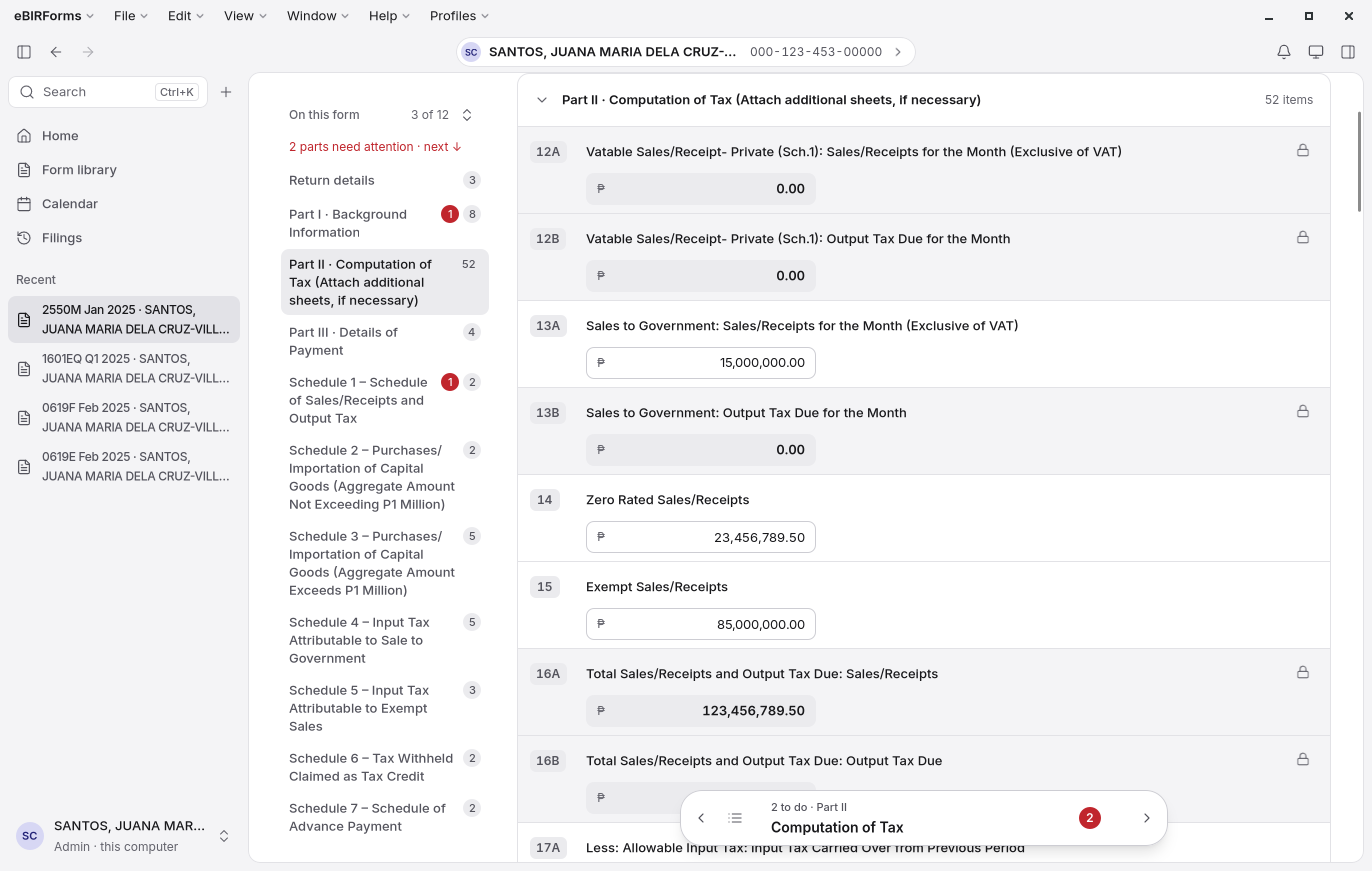 eBIRForms File Edit View Window Help Profiles
SC SANTOS, JUANA MARIA DELA CRUZ-... 000-123-453-00000
Search Ctrl+K
Home
Form library
Calendar
Filings
Recent
2550M Jan 2025 · SANTOS,
JUANA MARIA DELA CRUZ-VILL...
1601EQ Q1 2025 · SANTOS,
JUANA MARIA DELA CRUZ-VILL...
0619F Feb 2025 · SANTOS,
JUANA MARIA DELA CRUZ-VILL...
0619E Feb 2025 · SANTOS,
JUANA MARIA DELA CRUZ-VILL...
SC SANTOS, JUANA MAR...
Admin · this computer
On this form 3 of 12
2 parts need attention · next ↓
Return details 3
Part I · Background 1 8
Information
Part II · Computation of 52
Tax (Attach additional
sheets, if necessary)
Part III · Details of 4
Payment
Schedule 1 – Schedule 1 2
of Sales/Receipts and
Output Tax
Schedule 2 – Purchases/ 2
Importation of Capital
Goods (Aggregate Amount
Not Exceeding P1 Million)
Schedule 3 – Purchases/ 5
Importation of Capital
Goods (Aggregate Amount
Exceeds P1 Million)
Schedule 4 – Input Tax 5
Attributable to Sale to
Government
Schedule 5 – Input Tax 3
Attributable to Exempt
Sales
Schedule 6 – Tax Withheld 2
Claimed as Tax Credit
Schedule 7 – Schedule of 2
Advance Payment
Part II · Computation of Tax (Attach additional sheets, if necessary) 52 items
12A Vatable Sales/Receipt- Private (Sch.1): Sales/Receipts for the Month (Exclusive of VAT)
₱ 0.00
12B Vatable Sales/Receipt- Private (Sch.1): Output Tax Due for the Month
₱ 0.00
13A Sales to Government: Sales/Receipts for the Month (Exclusive of VAT)
₱ 15,000,000.00
13B Sales to Government: Output Tax Due for the Month
₱ 0.00
14 Zero Rated Sales/Receipts
₱ 23,456,789.50
15 Exempt Sales/Receipts
₱ 85,000,000.00
16A Total Sales/Receipts and Output Tax Due: Sales/Receipts
₱ 123,456,789.50
16B Total Sales/Receipts and Output Tax Due: Output Tax Due
₱
2 to do · Part II
Computation of Tax 2
17A Less: Allowable Input Tax: Input Tax Carried Over from Previous Period